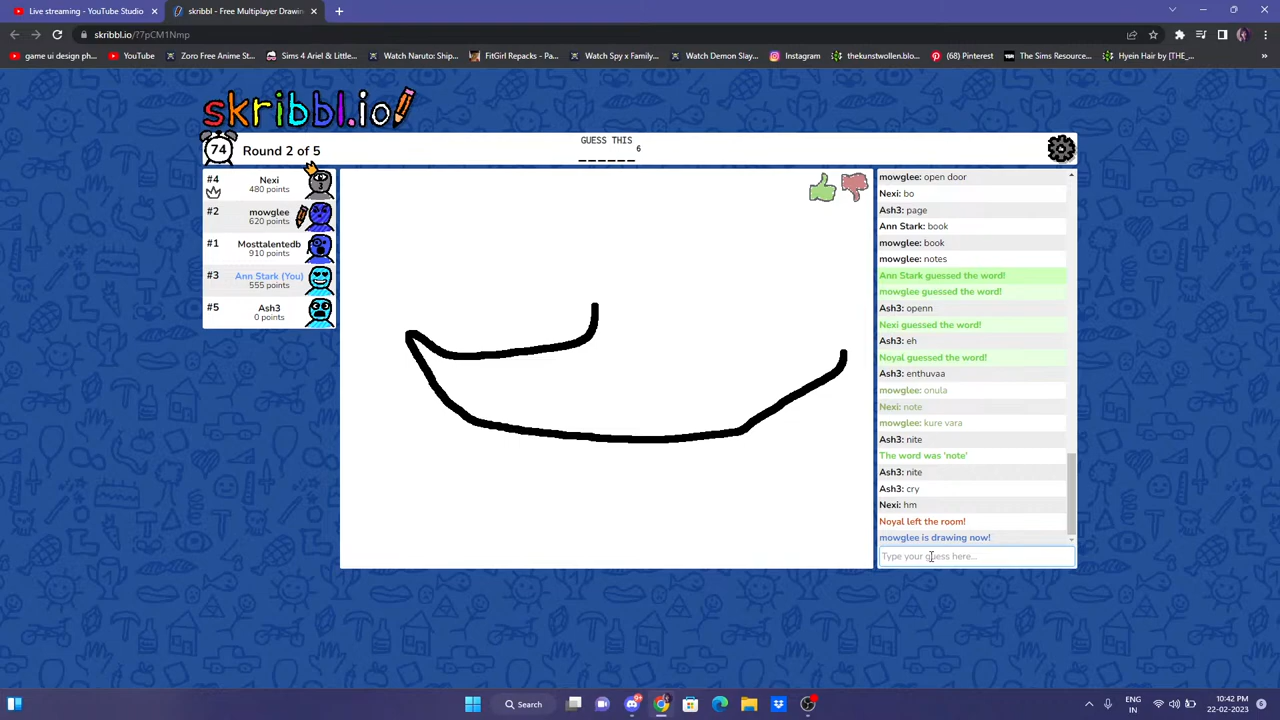 Live streaming - YouTube Studio
skribbl - Free Multiplayer Drawin
skribbl.io/?7pCM1Nmp
game ui design ph...
YouTube
Zoro Free Anime St...
Sims 4 Ariel & Little...
Watch Naruto: Ship...
FitGirl Repacks - Pa...
Watch Spy x Family...
Watch Demon Slay...
Instagram
thekunstwollen.blo...
(68) Pinterest
The Sims Resource...
Hyein Hair by [THE_...
skribbl.io
74
Round 2 of 5
GUESS THIS
______ 6
#4 Nexi
480 points
#2 mowglee
620 points
#1 Mosttalentedb
910 points
#3 Ann Stark (You)
555 points
#5 Ash3
0 points
mowglee: open door
Nexi: bo
Ash3: page
Ann Stark: book
mowglee: book
mowglee: notes
Ann Stark guessed the word!
mowglee guessed the word!
Ash3: openn
Nexi guessed the word!
Ash3: eh
Noyal guessed the word!
Ash3: enthuvaa
mowglee: onula
Nexi: note
mowglee: kure vara
Ash3: nite
The word was 'note'
Ash3: nite
Ash3: cry
Nexi: hm
Noyal left the room!
mowglee is drawing now!
Type your guess here...
Search
ENG
IN
10:42 PM
22-02-2023